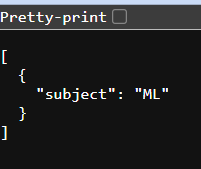 Pretty-print
[
  {
    "subject": "ML"
  }
]